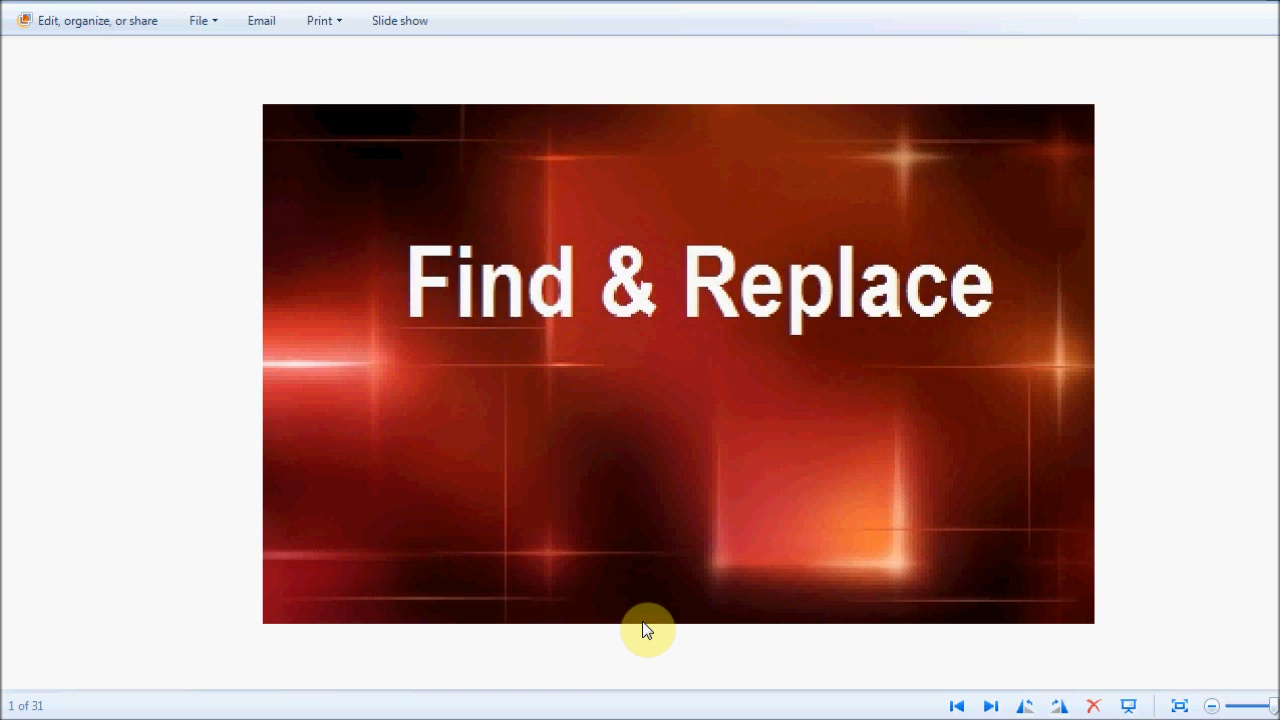 Edit, organize, or share File Email Print Slide show
Find & Replace
1 of 31